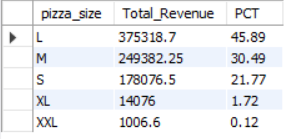 pizza_size Total_Revenue PCT
L 375318.7 45.89
M 249382.25 30.49
S 178076.5 21.77
XL 14076 1.72
XXL 1006.6 0.12